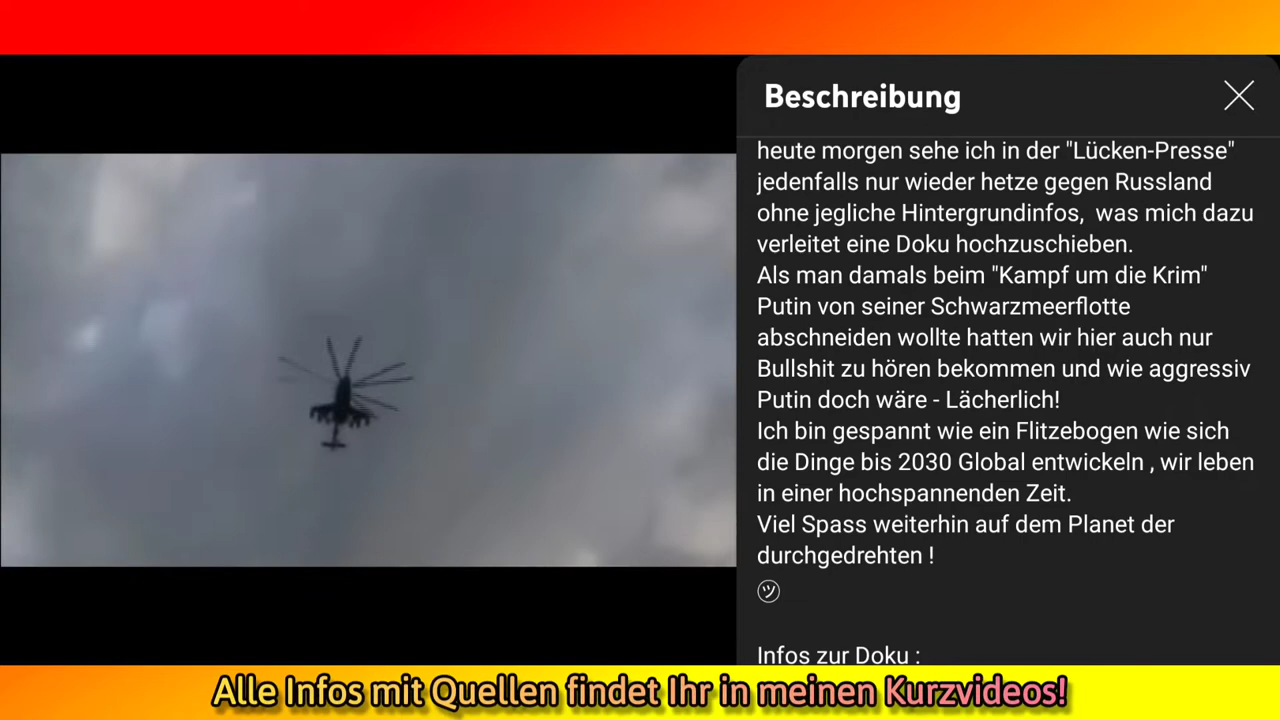 Beschreibung
heute morgen sehe ich in der "Lücken-Presse"
jedenfalls nur wieder hetze gegen Russland
ohne jegliche Hintergrundinfos, was mich dazu
verleitet eine Doku hochzuschieben.
Als man damals beim "Kampf um die Krim"
Putin von seiner Schwarzmeerflotte
abschneiden wollte hatten wir hier auch nur
Bullshit zu hören bekommen und wie aggressiv
Putin doch wäre - Lächerlich!
Ich bin gespannt wie ein Flitzebogen wie sich
die Dinge bis 2030 Global entwickeln , wir leben
in einer hochspannenden Zeit.
Viel Spass weiterhin auf dem Planet der
durchgedrehten !
ツ
Infos zur Doku :
Alle Infos mit Quellen findet Ihr in meinen Kurzvideos!